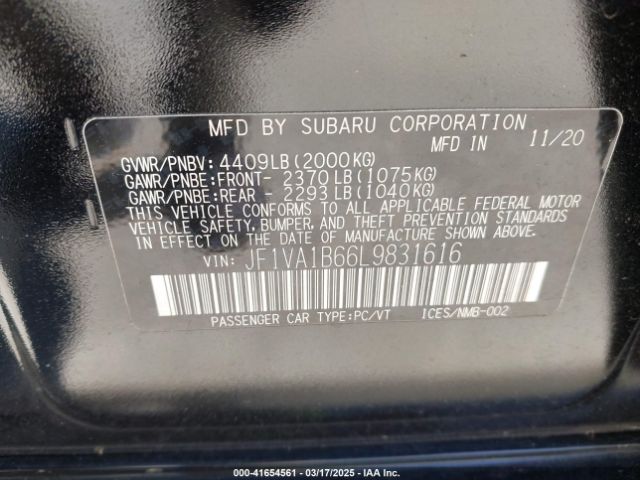 MFD BY SUBARU CORPORATION
MFD IN 11/20
GVWR/PNBV: 4409LB(2000KG)
GAWR/PNBE:FRONT- 2370LB(1075KG)
GAWR/PNBE:REAR - 2293LB(1040KG)
THIS VEHICLE CONFORMS TO ALL APPLICABLE FEDERAL MOTOR
VEHICLE SAFETY, BUMPER, AND THEFT PREVENTION STANDARDS
IN EFFECT ON THE DATE OF MANUFACTURE SHOWN ABOVE.
VIN: JF1VA1B66L9831616
PASSENGER CAR TYPE:PC/VT ICES/NMB-002
000-41654561 - 03/17/2025 - IAA Inc. Copyright